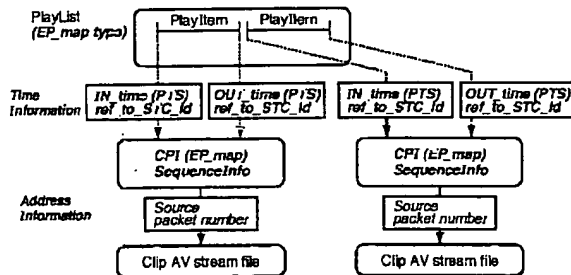 PlayList
(EP_map type)
PlayItem
PlayItem
Time
Information
IN_time (PTS)
ref_to_STC_id
OUT_time (PTS)
ref_to_STC_id
IN_time (PTS)
ref_to_STC_id
OUT_time (PTS)
ref_to_STC_id
CPI (EP_map)
SequenceInfo
CPI (EP_map)
SequenceInfo
Address
Information
Source
packet number
Source
packet number
Clip AV stream file
Clip AV stream file